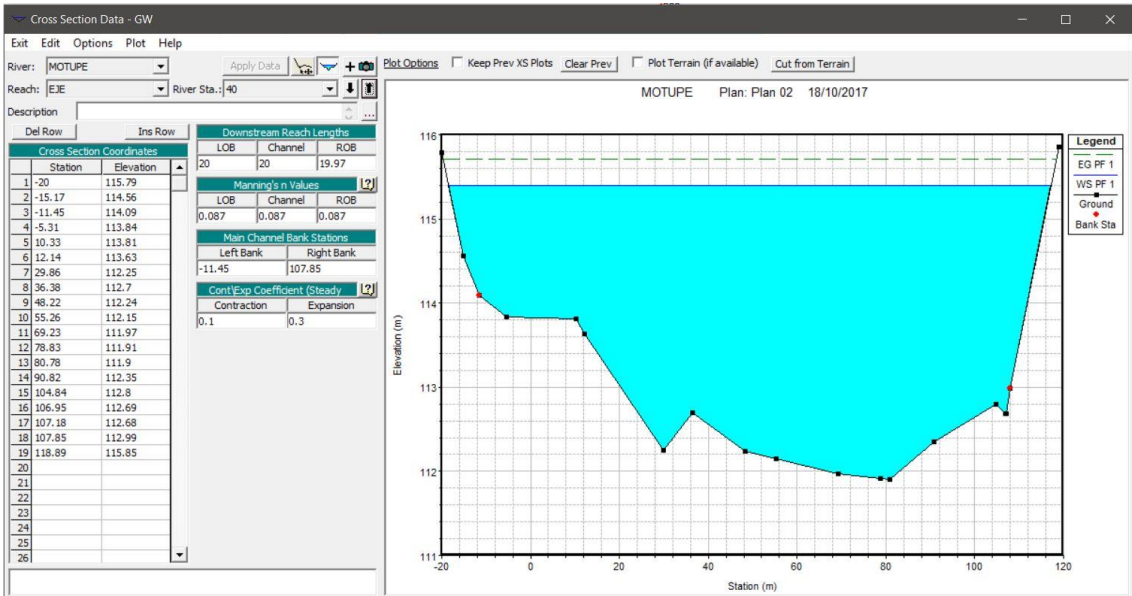 Cross Section Data - GW
Exit Edit Options Plot Help
River: MOTUPE Apply Data + Plot Options Keep Prev XS Plots Clear Prev Plot Terrain (if available) Cut from Terrain
Reach: EJE River Sta.: 40
Description ...
Del Row Ins Row
Cross Section Coordinates
Station Elevation
1 -20 115.79
2 -15.17 114.56
3 -11.45 114.09
4 -5.31 113.84
5 10.33 113.81
6 12.14 113.63
7 29.86 112.25
8 36.38 112.7
9 48.22 112.24
10 55.26 112.15
11 69.23 111.97
12 78.83 111.91
13 80.78 111.9
14 90.82 112.35
15 104.84 112.8
16 106.95 112.69
17 107.18 112.68
18 107.85 112.99
19 118.89 115.85
20
21
22
23
24
25
26
Downstream Reach Lengths
LOB Channel ROB
20 20 19.97
Manning's n Values
LOB Channel ROB
0.087 0.087 0.087
Main Channel Bank Stations
Left Bank Right Bank
-11.45 107.85
Cont\Exp Coefficient (Steady
Contraction Expansion
0.1 0.3
MOTUPE Plan: Plan 02 18/10/2017
116
115
114
113
112
111
Elevation (m)
-20 0 20 40 60 80 100 120
Station (m)
Legend
EG PF 1
WS PF 1
Ground
Bank Sta